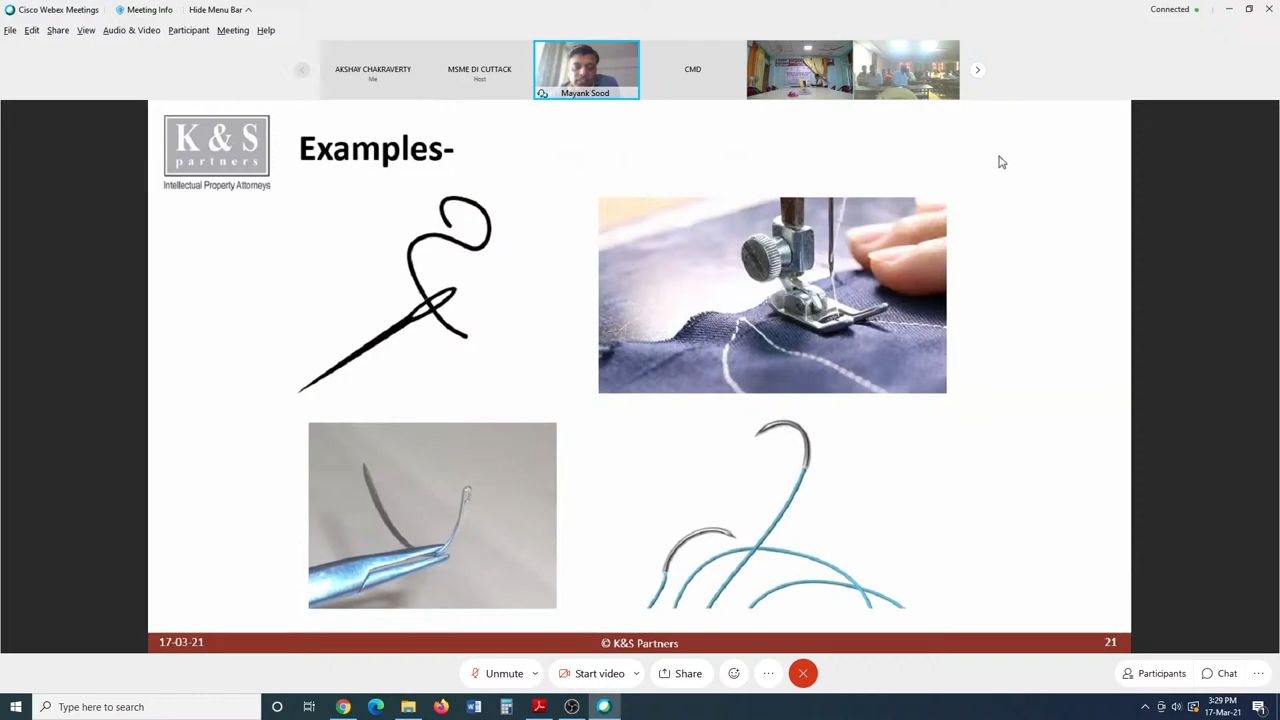 Cisco Webex Meetings
Meeting Info
Hide Menu Bar
Connected
File Edit Share View Audio & Video Participant Meeting Help
AKSHAY CHAKRAVERTY
Me
MSME DI CUTTACK
Host
Mayank Sood
CMD
K & S
partners
Intellectual Property Attorneys
Examples-
17-03-21
© K&S Partners
21
Unmute
Start video
Share
Participants
Chat
Type here to search
3:29 PM
17-Mar-21